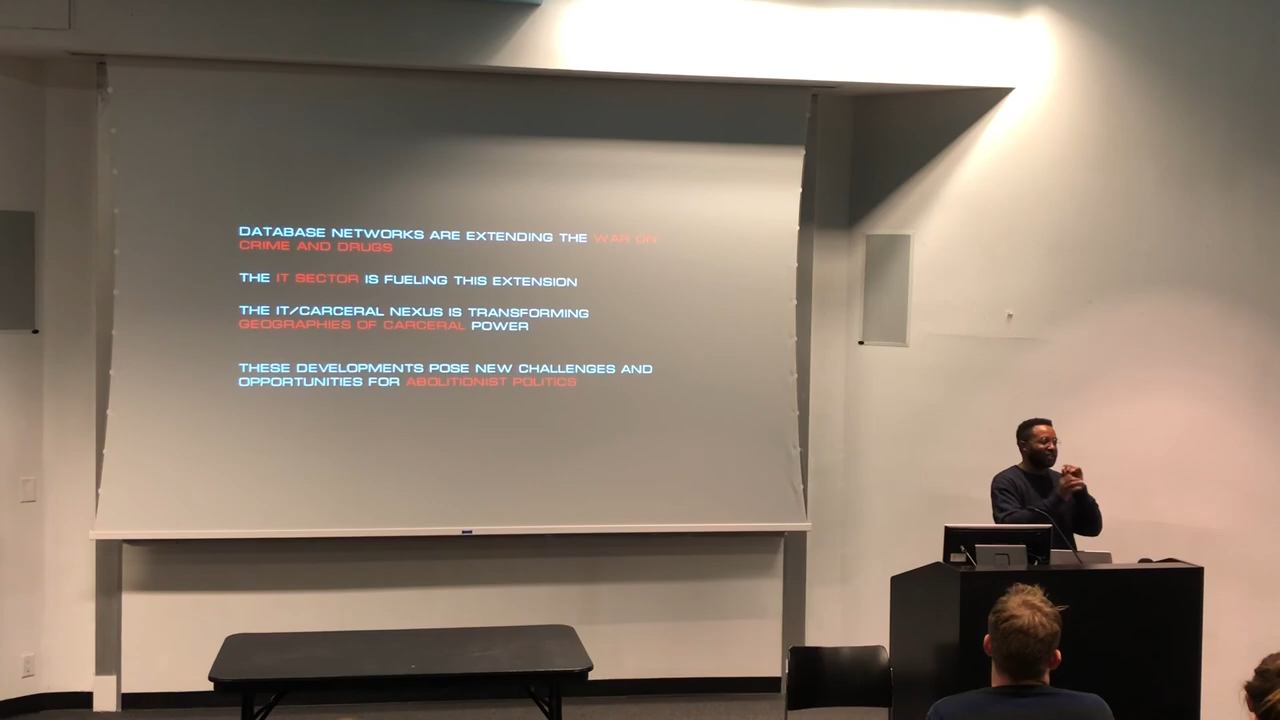 DATABASE NETWORKS ARE EXTENDING THE WAR ON
CRIME AND DRUGS
THE IT SECTOR IS FUELING THIS EXTENSION
THE IT/CARCERAL NEXUS IS TRANSFORMING
GEOGRAPHIES OF CARCERAL POWER
THESE DEVELOPMENTS POSE NEW CHALLENGES AND
OPPORTUNITIES FOR ABOLITIONIST POLITICS